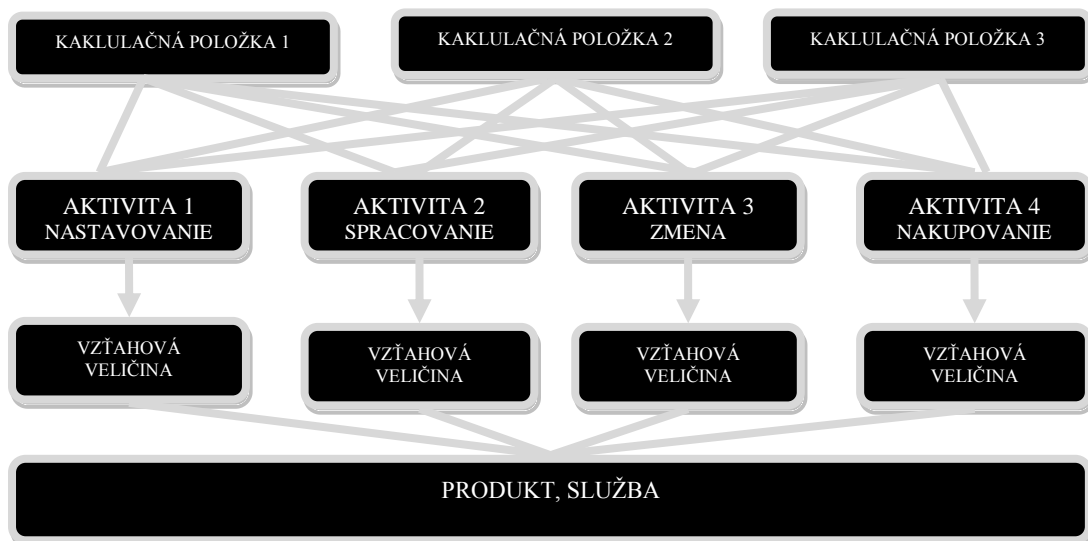 KAKLULAČNÁ POLOŽKA 1
KAKLULAČNÁ POLOŽKA 2
KAKLULAČNÁ POLOŽKA 3
AKTIVITA 1
NASTAVOVANIE
AKTIVITA 2
SPRACOVANIE
AKTIVITA 3
ZMENA
AKTIVITA 4
NAKUPOVANIE
VZŤAHOVÁ
VELIČINA
VZŤAHOVÁ
VELIČINA
VZŤAHOVÁ
VELIČINA
VZŤAHOVÁ
VELIČINA
PRODUKT, SLUŽBA